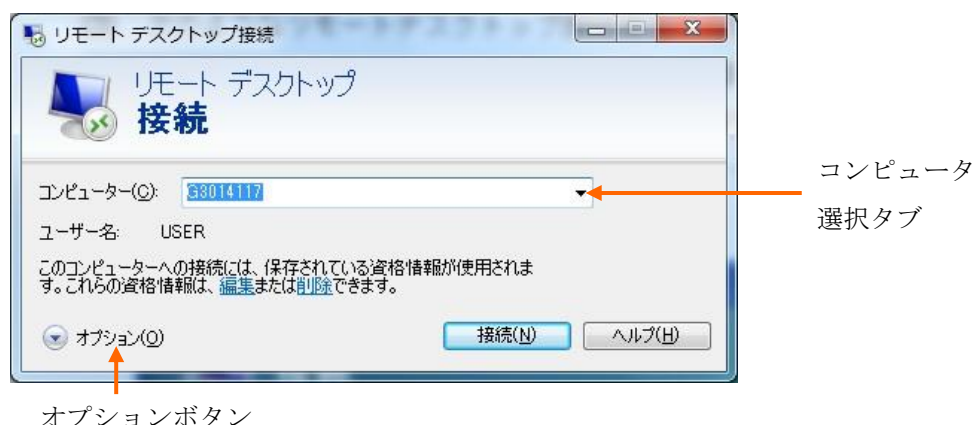 リモート デスクトップ接続
リモート デスクトップ
接続
コンピューター(C):
G3014117
コンピュータ
選択タブ
ユーザー名:
USER
このコンピューターへの接続には、保存されている資格情報が使用されま
す。これらの資格情報は、編集または削除できます。
オプション(O)
接続(N)
ヘルプ(H)
オプションボタン